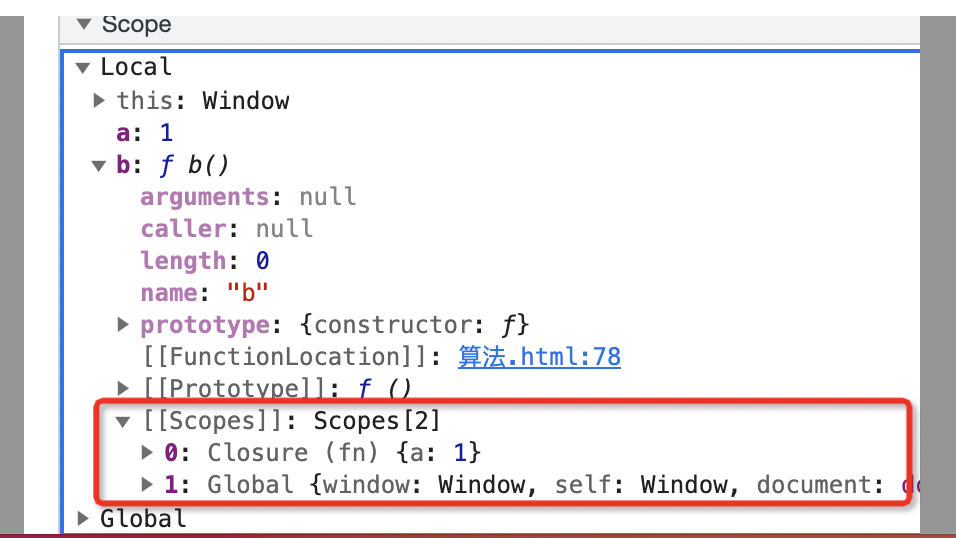 Scope
Local
this: Window
a: 1
b: ƒ b()
arguments: null
caller: null
length: 0
name: "b"
prototype: {constructor: ƒ}
[[FunctionLocation]]: 算法.html:78
[[Prototype]]: ƒ ()
[[Scopes]]: Scopes[2]
0: Closure (fn) {a: 1}
1: Global {window: Window, self: Window, document: do
Global